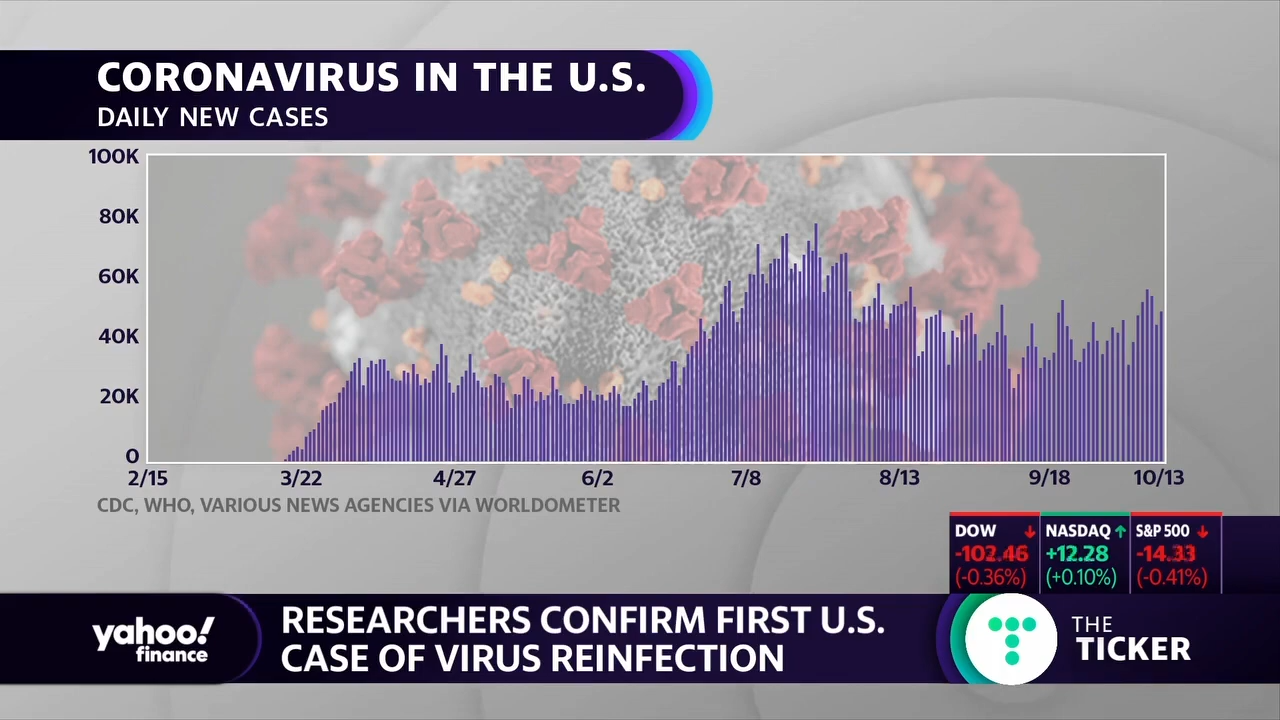 CORONAVIRUS IN THE U.S.
DAILY NEW CASES
100K
80K
60K
40K
20K
0
2/15 3/22 4/27 6/2 7/8 8/13 9/18 10/13
CDC, WHO, VARIOUS NEWS AGENCIES VIA WORLDOMETER
DOW NASDAQ S&P 500
-102.46 +12.28 -14.33
(-0.36%) (+0.10%) (-0.41%)
yahoo!
finance
RESEARCHERS CONFIRM FIRST U.S.
CASE OF VIRUS REINFECTION
THE
TICKER